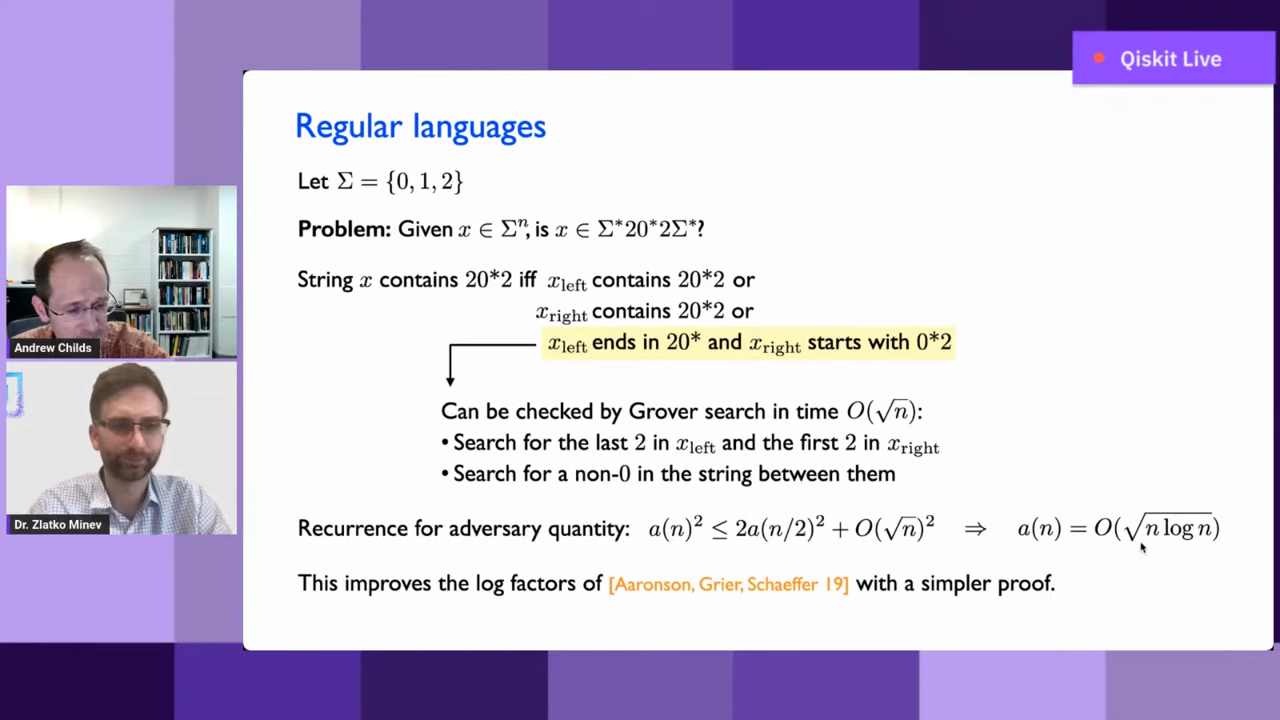 Qiskit Live
Regular languages
Let Σ = {0, 1, 2}
Problem: Given x ∈ Σⁿ, is x ∈ Σ*20*2Σ*?
String x contains 20*2 iff x_left contains 20*2 or
x_right contains 20*2 or
x_left ends in 20* and x_right starts with 0*2
Can be checked by Grover search in time O(√n):
• Search for the last 2 in x_left and the first 2 in x_right
• Search for a non-0 in the string between them
Recurrence for adversary quantity: a(n)² ≤ 2a(n/2)² + O(√n)² ⇒ a(n) = O(√(n log n))
This improves the log factors of [Aaronson, Grier, Schaeffer 19] with a simpler proof.
Andrew Childs
Dr. Zlatko Minev